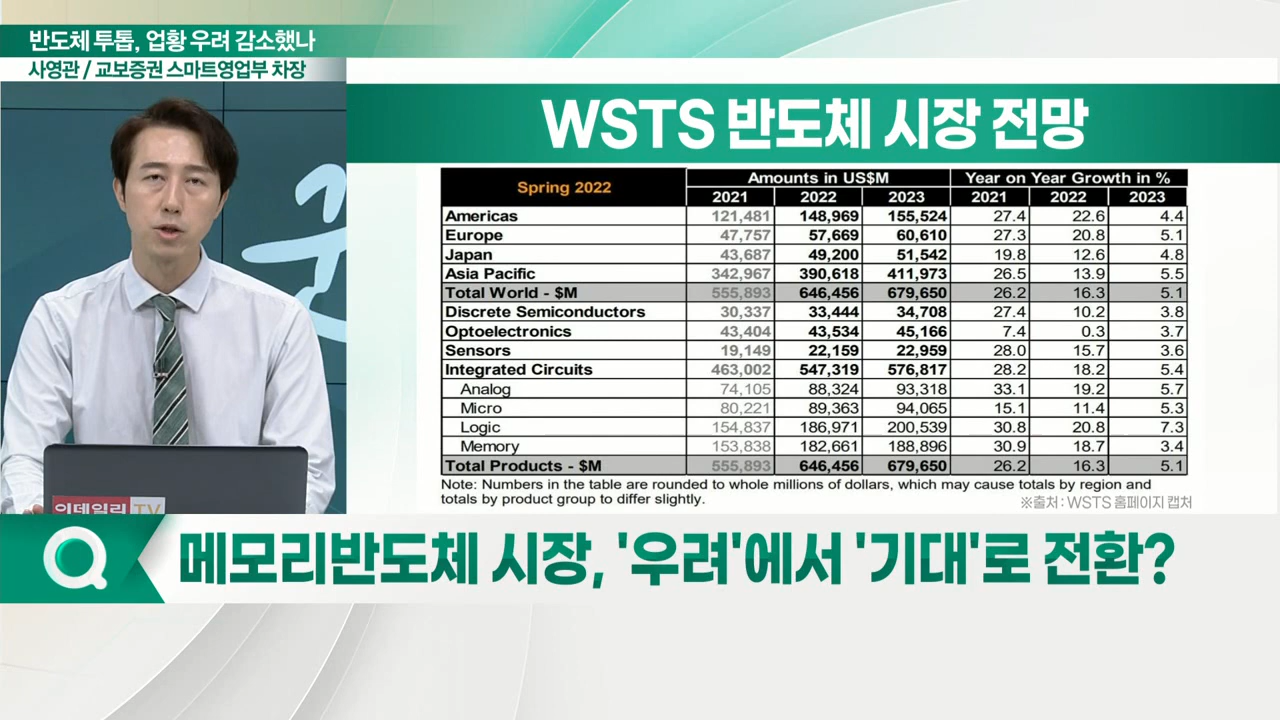 반도체 투톱, 업황 우려 감소했나
사영관 / 교보증권 스마트영업부 차장
WSTS 반도체 시장 전망
Spring 2022 Amounts in US$M Year on Year Growth in %
2021 2022 2023 2021 2022 2023
Americas 121,481 148,969 155,524 27.4 22.6 4.4
Europe 47,757 57,669 60,610 27.3 20.8 5.1
Japan 43,687 49,200 51,542 19.8 12.6 4.8
Asia Pacific 342,967 390,618 411,973 26.5 13.9 5.5
Total World - $M 555,893 646,456 679,650 26.2 16.3 5.1
Discrete Semiconductors 30,337 33,444 34,708 27.4 10.2 3.8
Optoelectronics 43,404 43,534 45,166 7.4 0.3 3.7
Sensors 19,149 22,159 22,959 28.0 15.7 3.6
Integrated Circuits 463,002 547,319 576,817 28.2 18.2 5.4
Analog 74,105 88,324 93,318 33.1 19.2 5.7
Micro 80,221 89,363 94,065 15.1 11.4 5.3
Logic 154,837 186,971 200,539 30.8 20.8 7.3
Memory 153,838 182,661 188,896 30.9 18.7 3.4
Total Products - $M 555,893 646,456 679,650 26.2 16.3 5.1
Note: Numbers in the table are rounded to whole millions of dollars, which may cause totals by region and
totals by product group to differ slightly.
※출처 : WSTS 홈페이지 캡처
이데일리 TV
메모리반도체 시장, '우려'에서 '기대'로 전환?